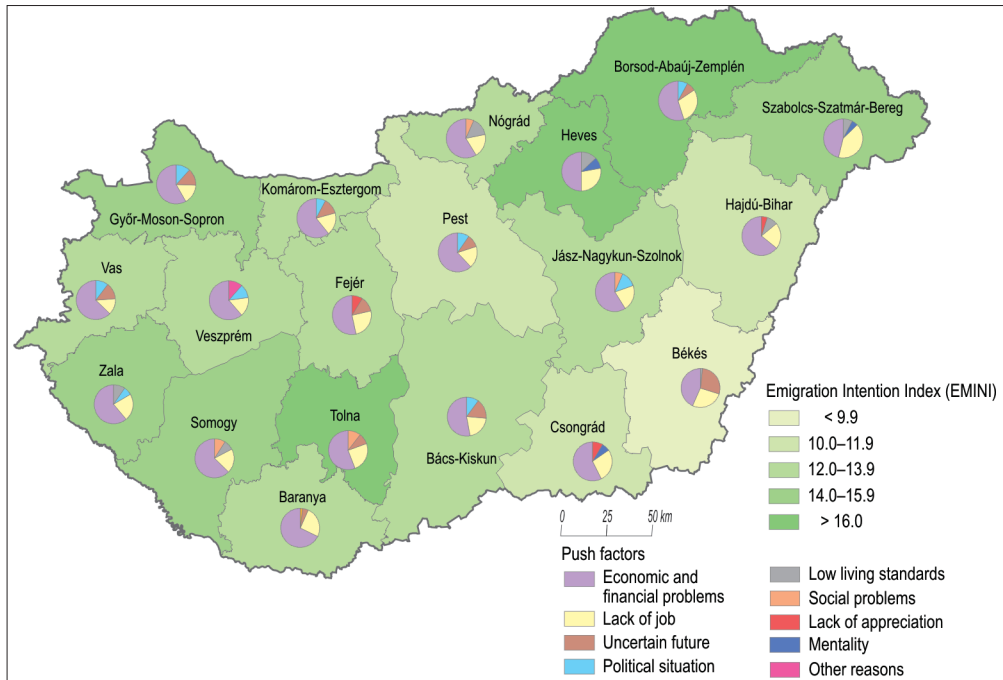 Borsod-Abaúj-Zemplén
Szabolcs-Szatmár-Bereg
Nógrád
Heves
Komárom-Esztergom
Győr-Moson-Sopron
Hajdú-Bihar
Pest
Jász-Nagykun-Szolnok
Vas
Fejér
Veszprém
Békés
Zala
Somogy
Tolna
Csongrád
Bács-Kiskun
Baranya
Emigration Intention Index (EMINI)
< 9.9
10.0–11.9
12.0–13.9
14.0–15.9
> 16.0
0 25 50 km
Push factors
Economic and
financial problems
Lack of job
Uncertain future
Political situation
Low living standards
Social problems
Lack of appreciation
Mentality
Other reasons